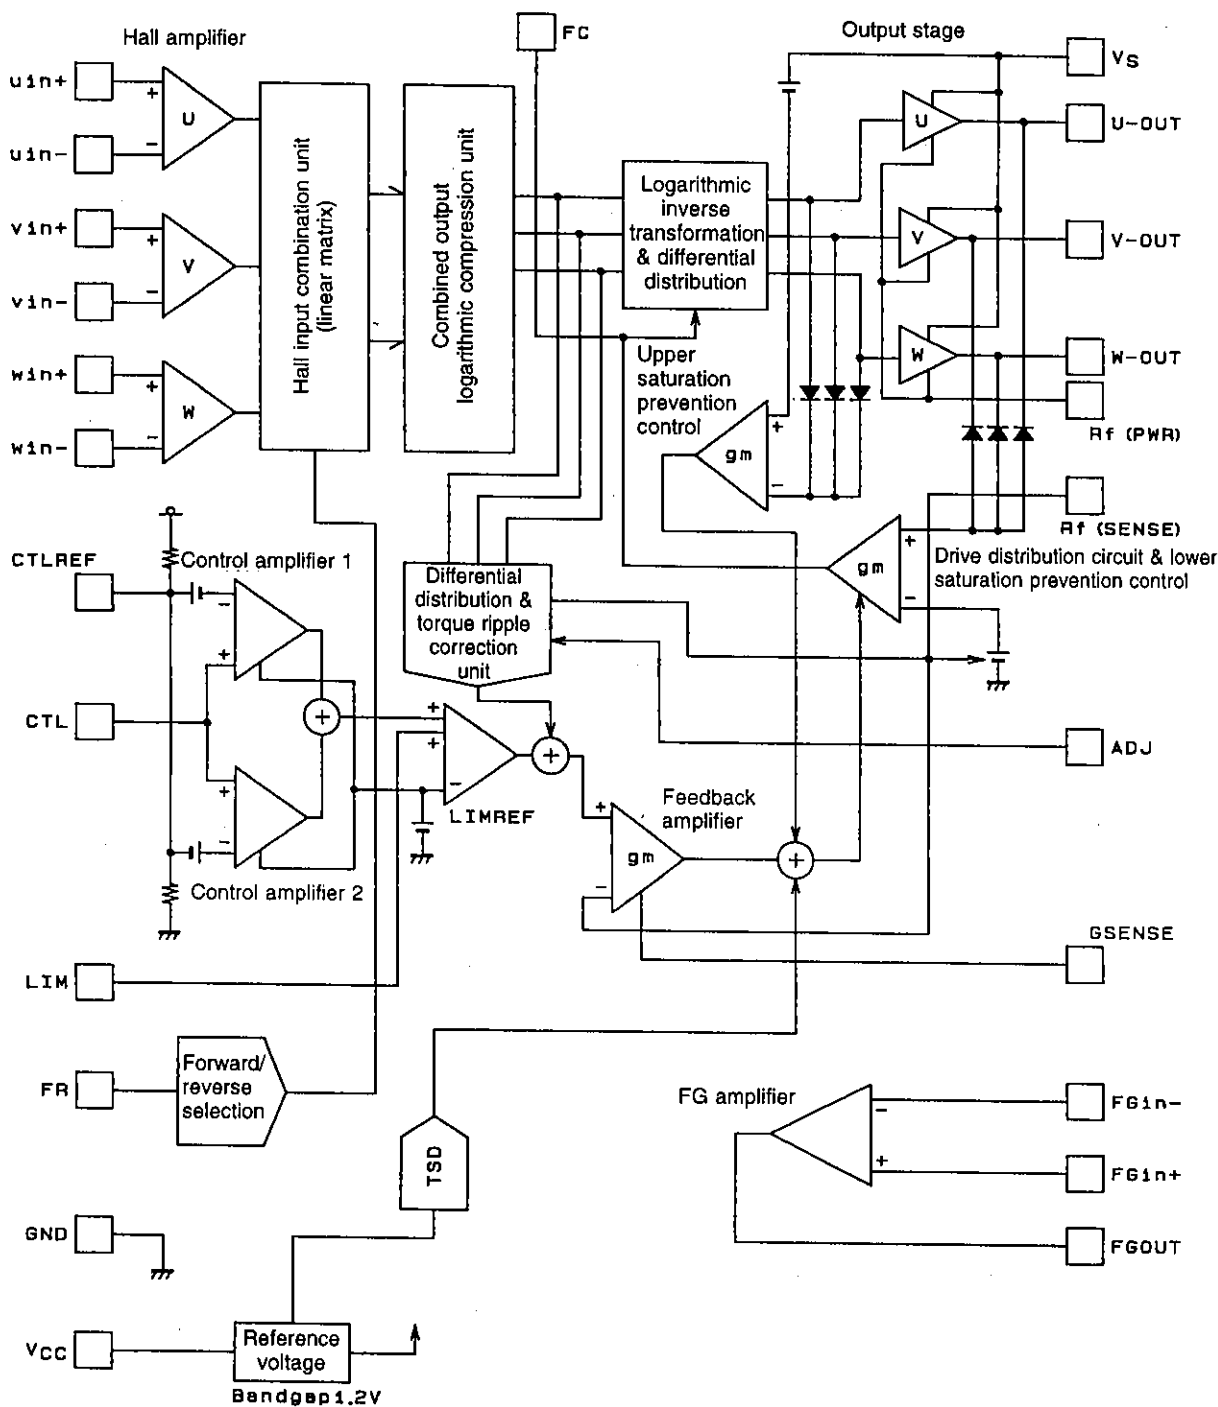 Hall amplifier
FC
Output stage
VS
uin+
+
U
-
uin-
U
U-OUT
vin+
+
V
-
vin-
V
V-OUT
win+
+
W
-
win-
W
W-OUT
Rf (PWR)
Rf (SENSE)
Hall input combination unit
(linear matrix)
Combined output
logarithmic compression unit
Logarithmic
inverse
transformation
& differential
distribution
Upper
saturation
prevention
control
+
gm
-
+
gm
-
Drive distribution circuit & lower
saturation prevention control
CTLREF
Control amplifier 1
-
+
Differential
distribution &
torque ripple
correction
unit
CTL
+
+
+
-
LIMREF
+
ADJ
+
-
Control amplifier 2
Feedback
amplifier
+
gm
-
+
GSENSE
LIM
FR
Forward/
reverse
selection
TSD
FG amplifier
-
+
FGin-
FGin+
FGOUT
GND
VCC
Reference
voltage
Bandgap1.2V